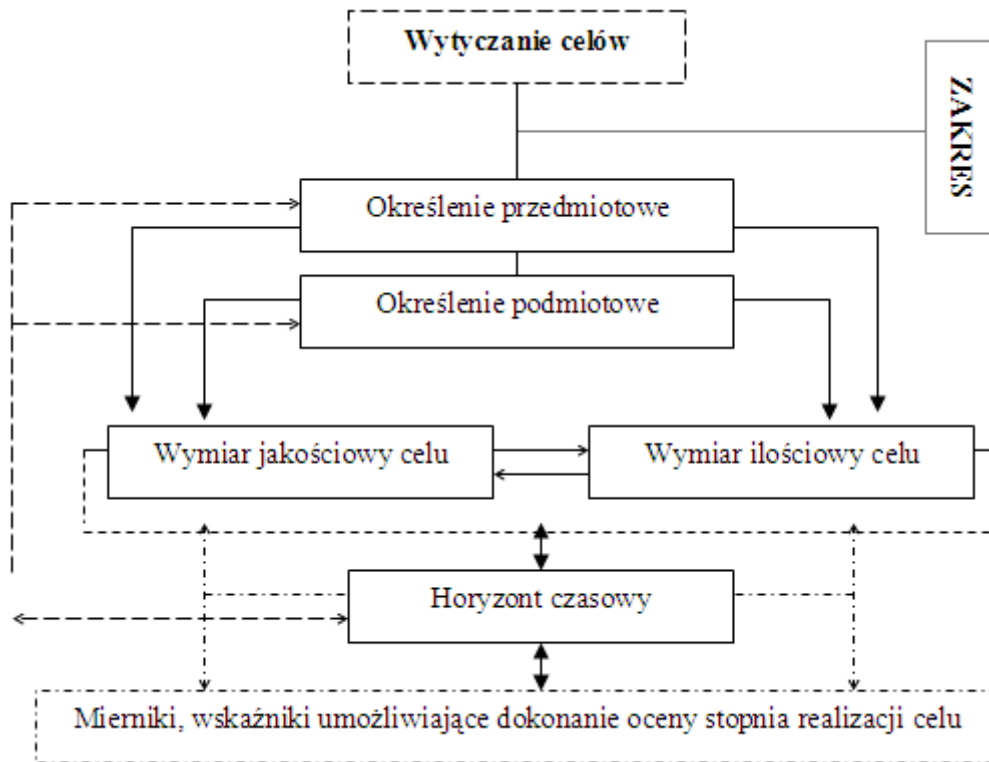 Wytyczanie celów
ZAKRES
Określenie przedmiotowe
Określenie podmiotowe
Wymiar jakościowy celu
Wymiar ilościowy celu
Horyzont czasowy
Mierniki, wskaźniki umożliwiające dokonanie oceny stopnia realizacji celu